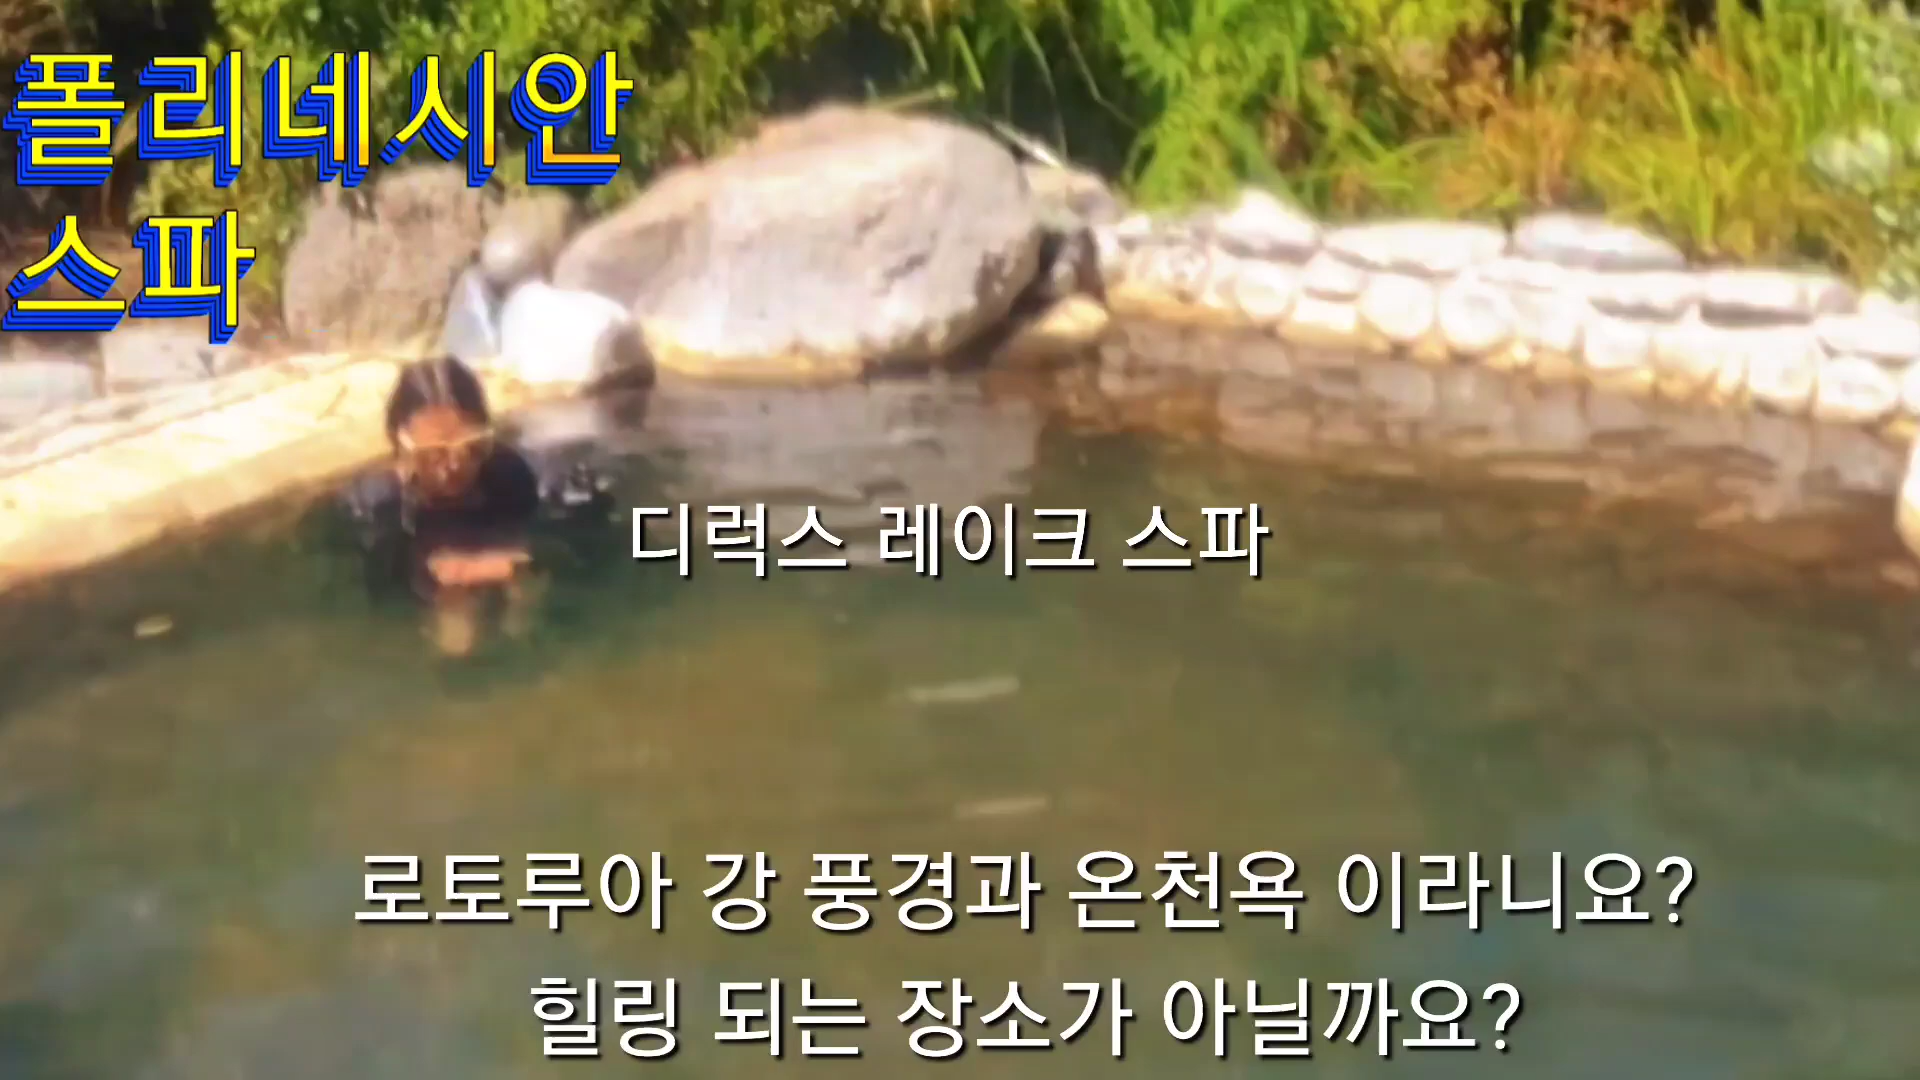 폴리네시안
스파
디럭스 레이크 스파
로토루아 강 풍경과 온천욕 이라니요?
힐링 되는 장소가 아닐까요?